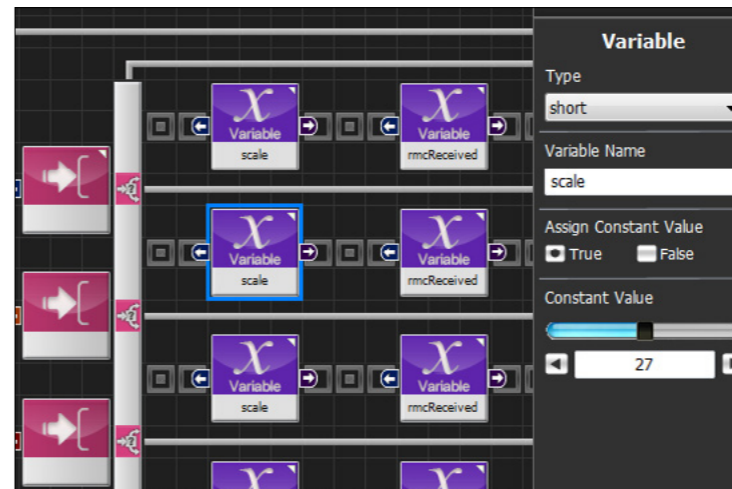 Variable
scale
Variable
rmcReceived
Variable
scale
Variable
rmcReceived
Variable
scale
Variable
rmcReceived
Variable
Type
short
Variable Name
scale
Assign Constant Value
True False
Constant Value
27